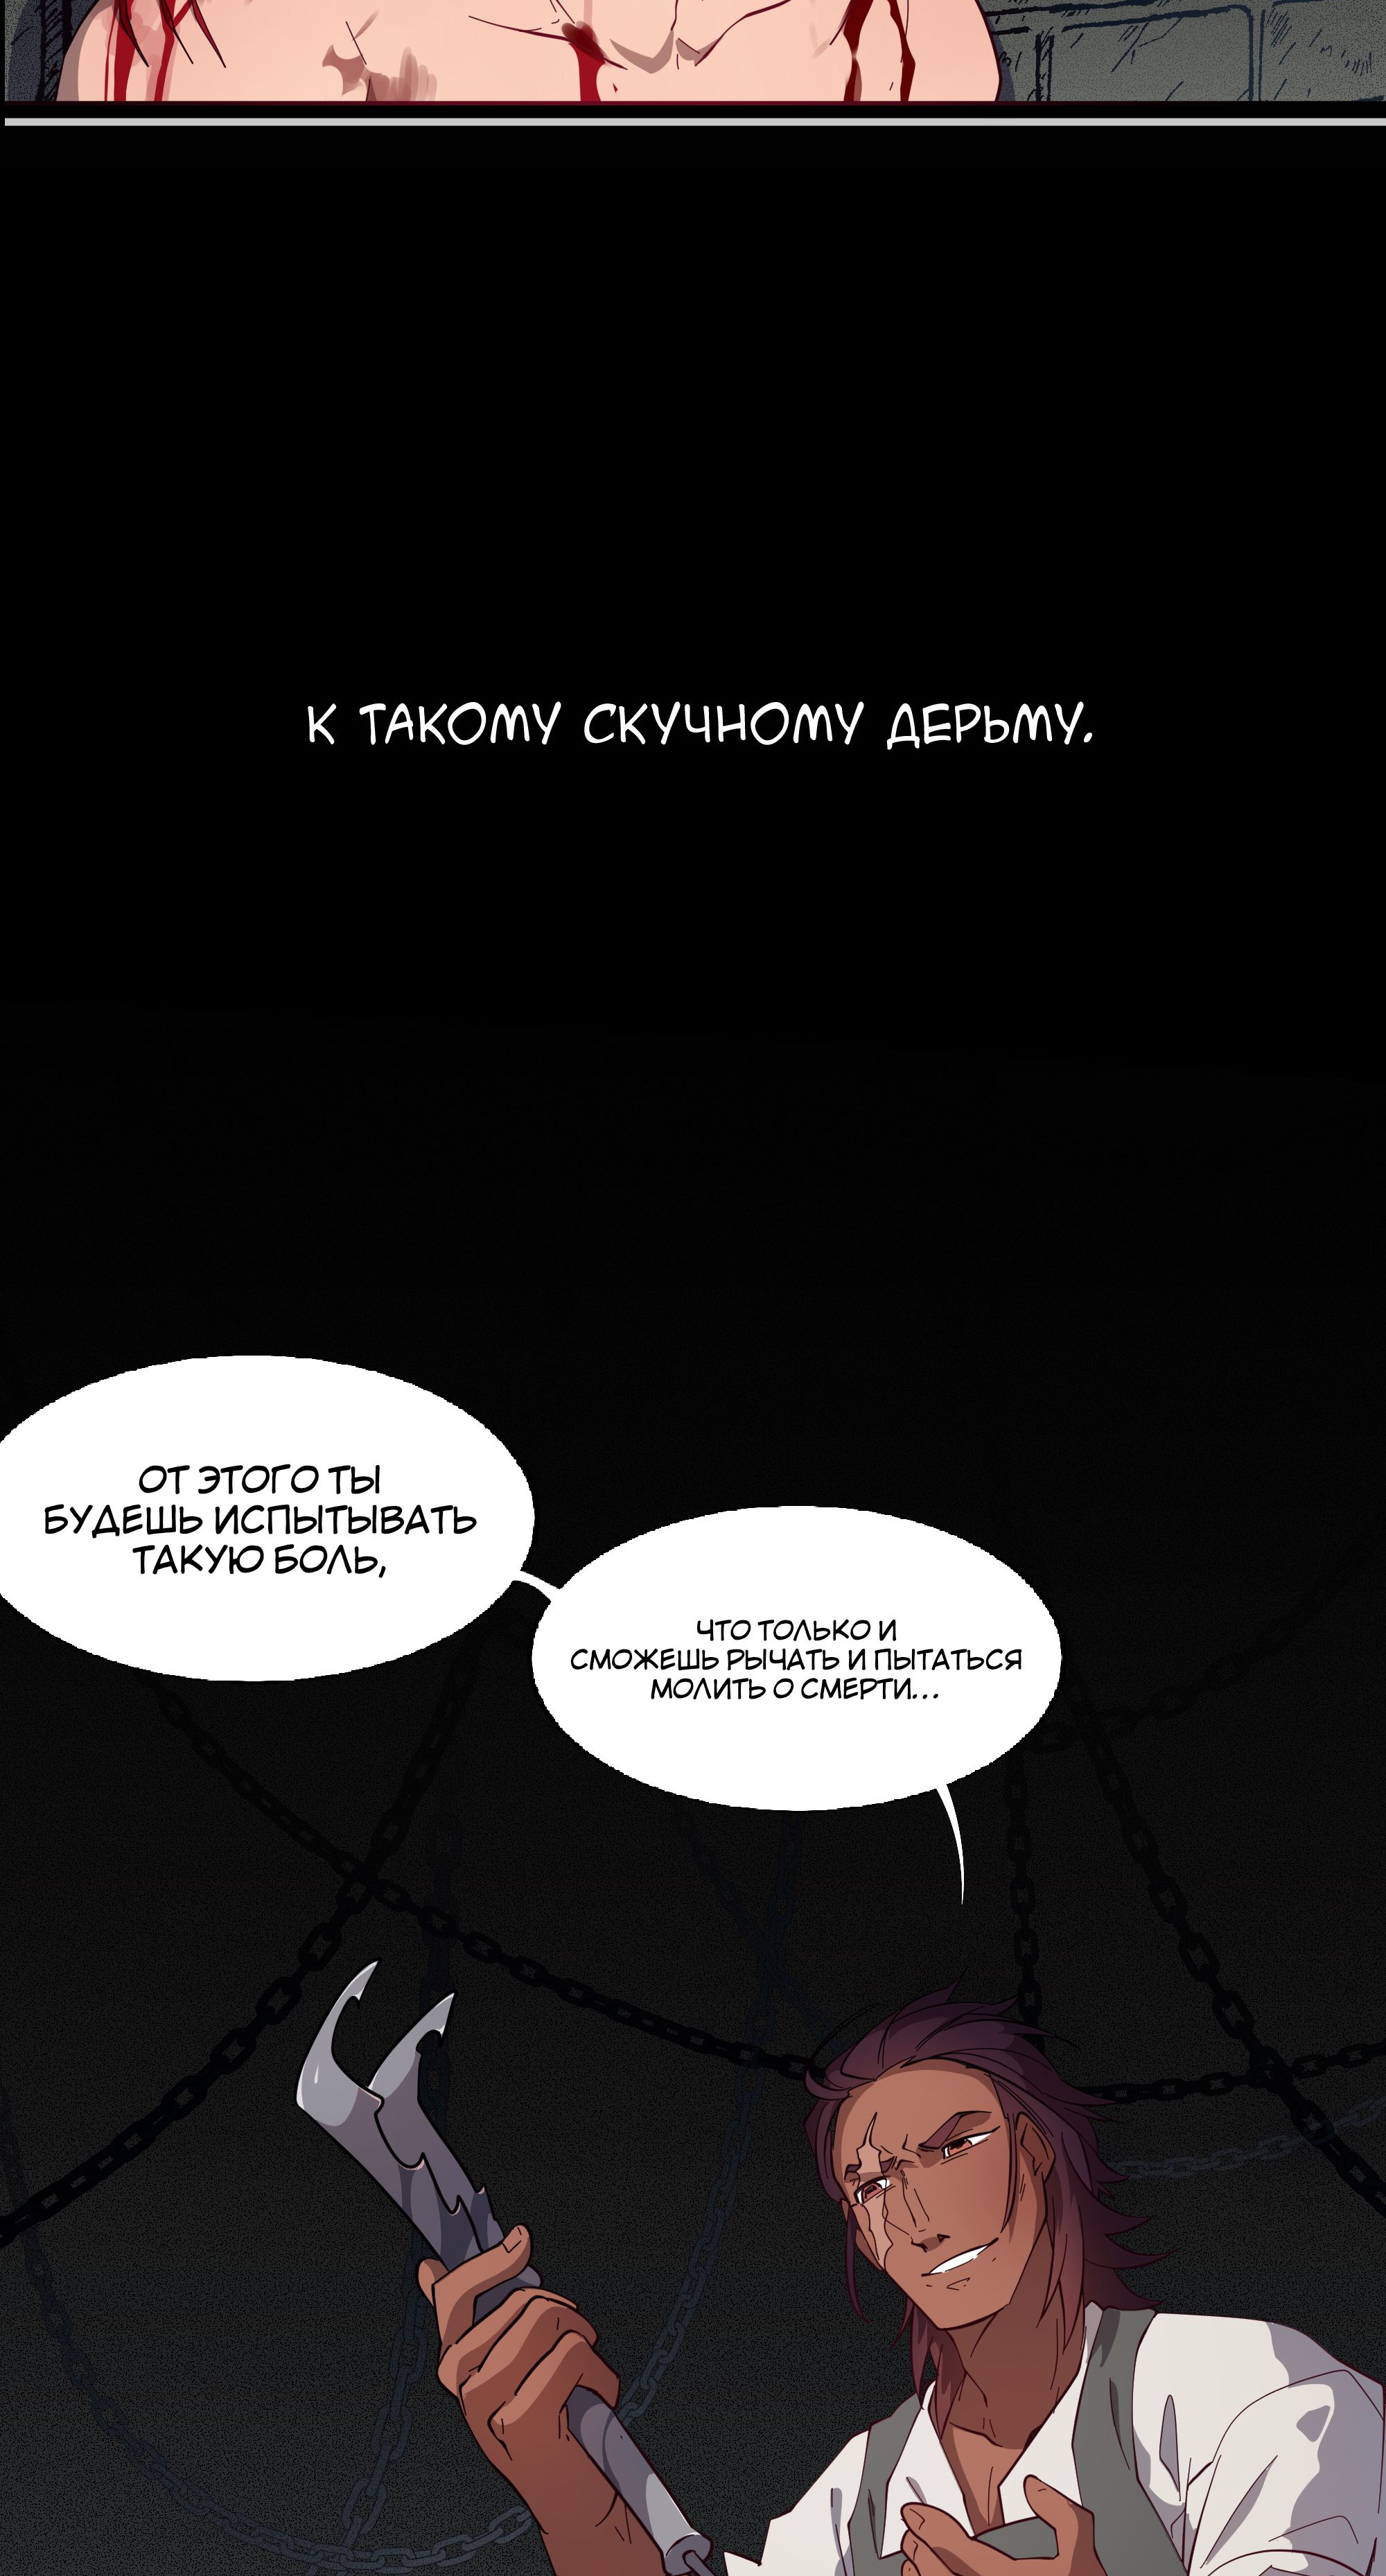 К ТАКОМУ СКУЧНОМУ ДЕРЬМУ.
ОТ ЭТОГО ТЫ
БУДЕШЬ ИСПЫТЫВАТЬ
ТАКУЮ БОЛЬ,
ЧТО ТОЛЬКО И
СМОЖЕШЬ РЫЧАТЬ И ПЫТАТЬСЯ
МОЛИТЬ О СМЕРТИ...